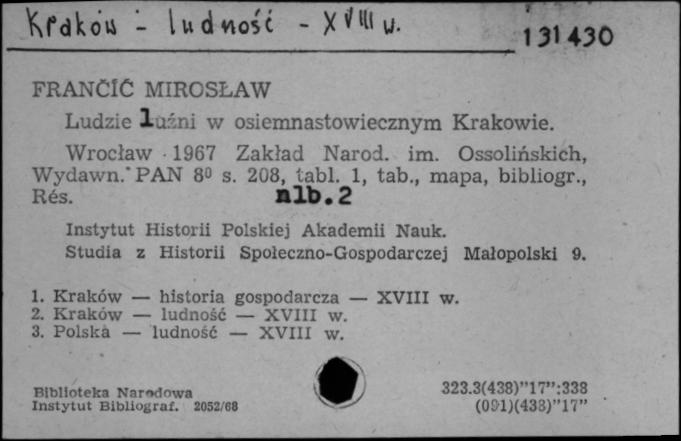 Kraków - ludność - XVIII w.
131430
FRANČIĆ MIROSŁAW
Ludzie luźni w osiemnastowiecznym Krakowie.
Wrocław · 1967 Zakład Narod. im. Ossolińskich,
Wydawn. PAN 8⁰ s. 208, tabl. 1, tab., mapa, bibliogr.,
Rés. nlb.2
Instytut Historii Polskiej Akademii Nauk.
Studia z Historii Społeczno-Gospodarczej Małopolski 9.
1. Kraków — historia gospodarcza — XVIII w.
2. Kraków — ludność — XVIII w.
3. Polska — ludność — XVIII w.
Biblioteka Narodowa
Instytut Bibliograf. 2052/68
323.3(438)"17":338
(091)(438)"17"